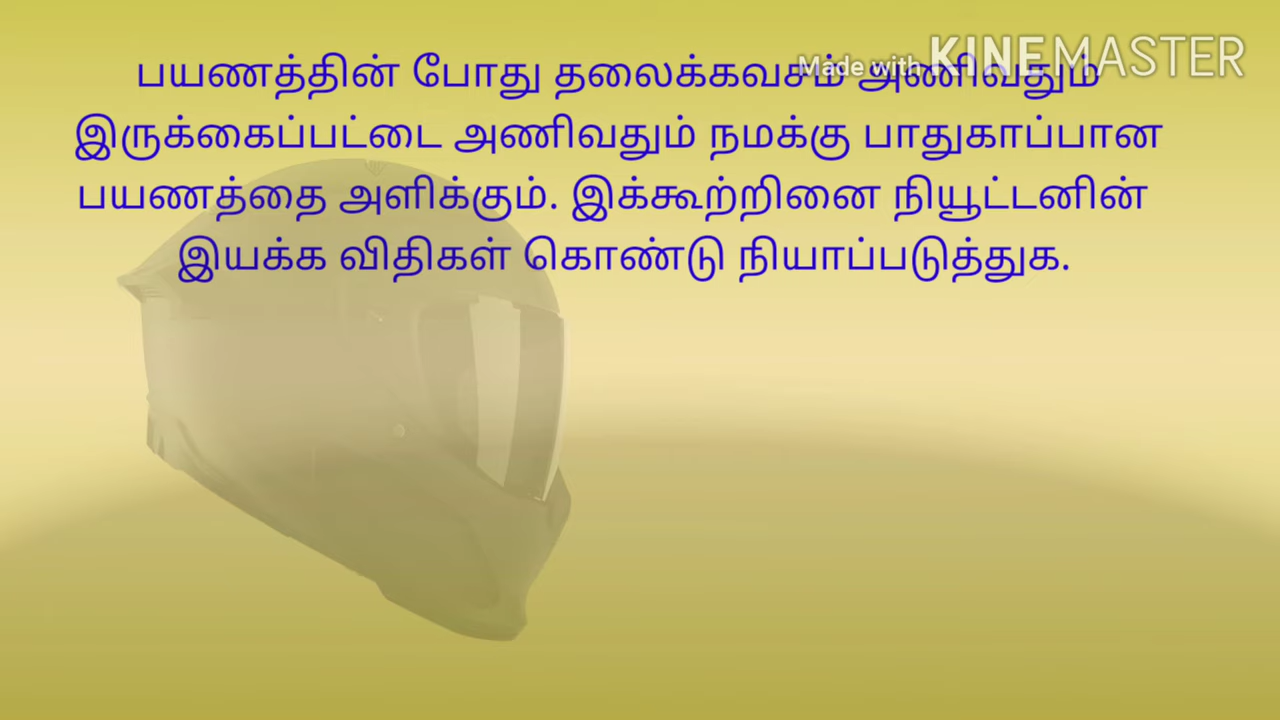 Made with KINEMASTER
பயணத்தின் போது தலைக்கவசம் அணிவதும்
இருக்கைப்பட்டை அணிவதும் நமக்கு பாதுகாப்பான
பயணத்தை அளிக்கும். இக்கூற்றினை நியூட்டனின்
இயக்க விதிகள் கொண்டு நியாப்படுத்துக.